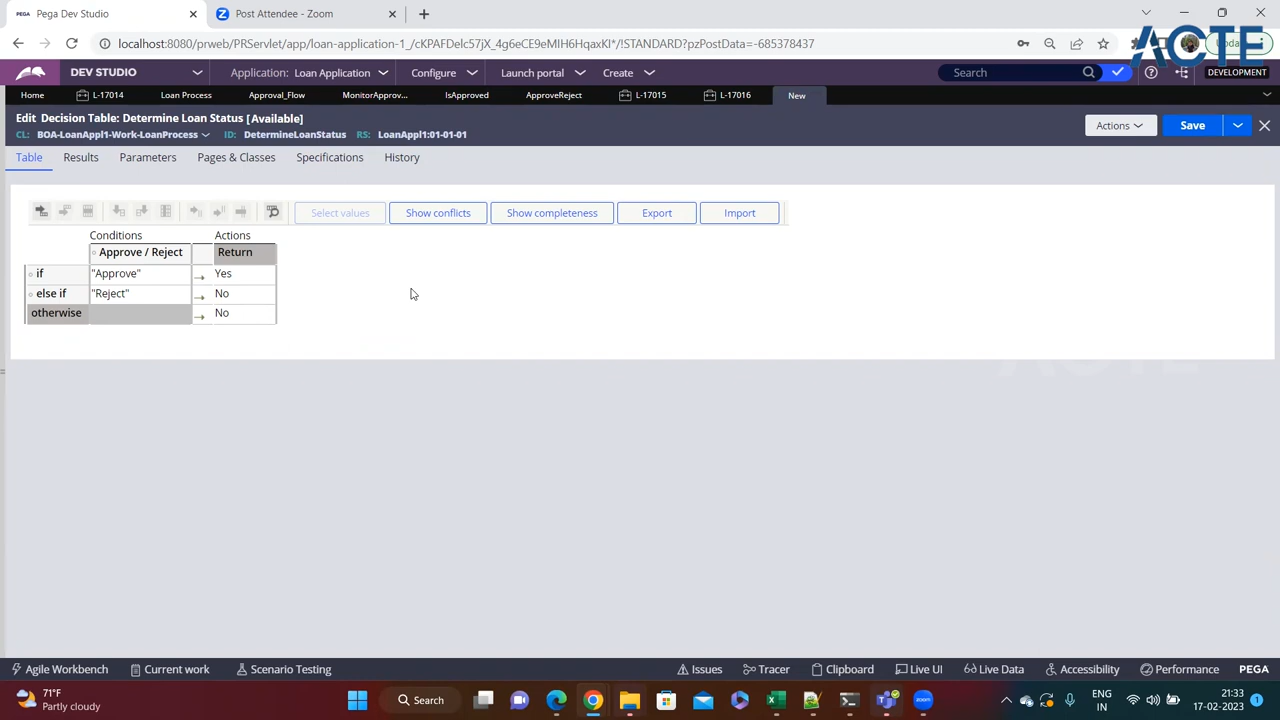 Pega Dev Studio
Post Attendee - Zoom
localhost:8080/prweb/PRServlet/app/loan-application-1_/cKPAFLlc57M_4g6eCE9eWIH6HqaxKI*/!STANDARD?pzPostData=-685378437
ACTE
DEV STUDIO
Application: Loan Application
Configure
Launch portal
Create
Search
DEVELOPMENT
Home
L-17014
Loan Process
Approval_Flow
MonitorApprov...
IsApproved
ApproveReject
L-17015
L-17016
New
Edit Decision Table: Determine Loan Status [Available]
CL: BOA-LoanAppl1-Work-LoanProcess ID: DetermineLoanStatus RS: LoanAppl1:01-01-01
Actions
Save
Table
Results
Parameters
Pages & Classes
Specifications
History
Select values
Show conflicts
Show completeness
Export
Import
Conditions Actions
Approve / Reject Return
if "Approve" Yes
else if "Reject" No
otherwise No
Agile Workbench
Current work
Scenario Testing
Issues
Tracer
Clipboard
Live UI
Live Data
Accessibility
Performance
PEGA
71°F
Partly cloudy
Search
ENG
IN
21:33
17-02-2023